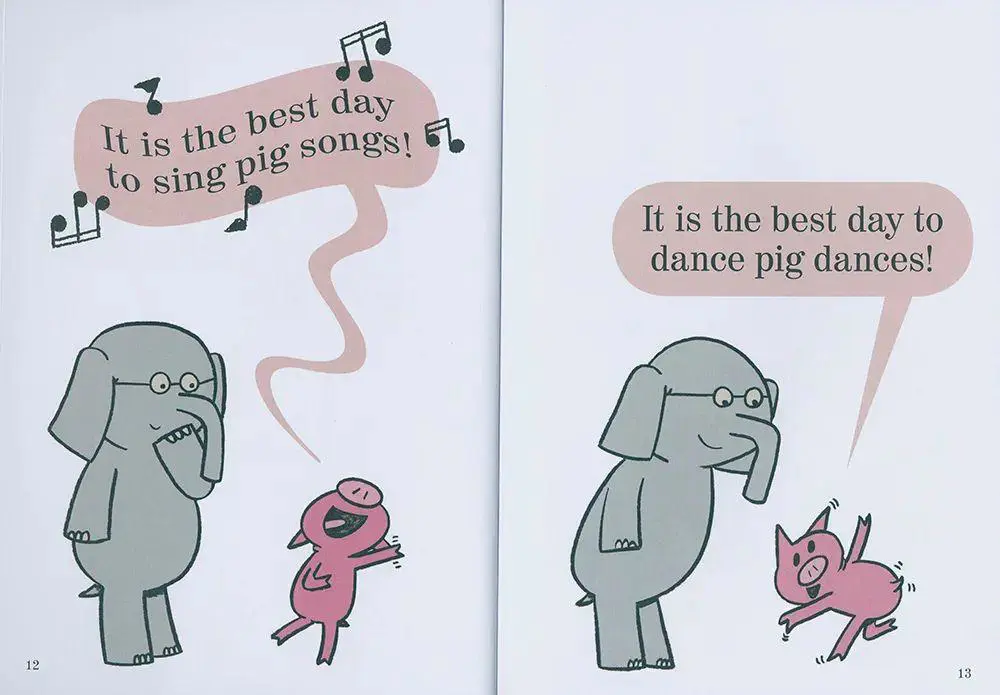 It is the best day
to sing pig songs!
It is the best day to
dance pig dances!
12
13